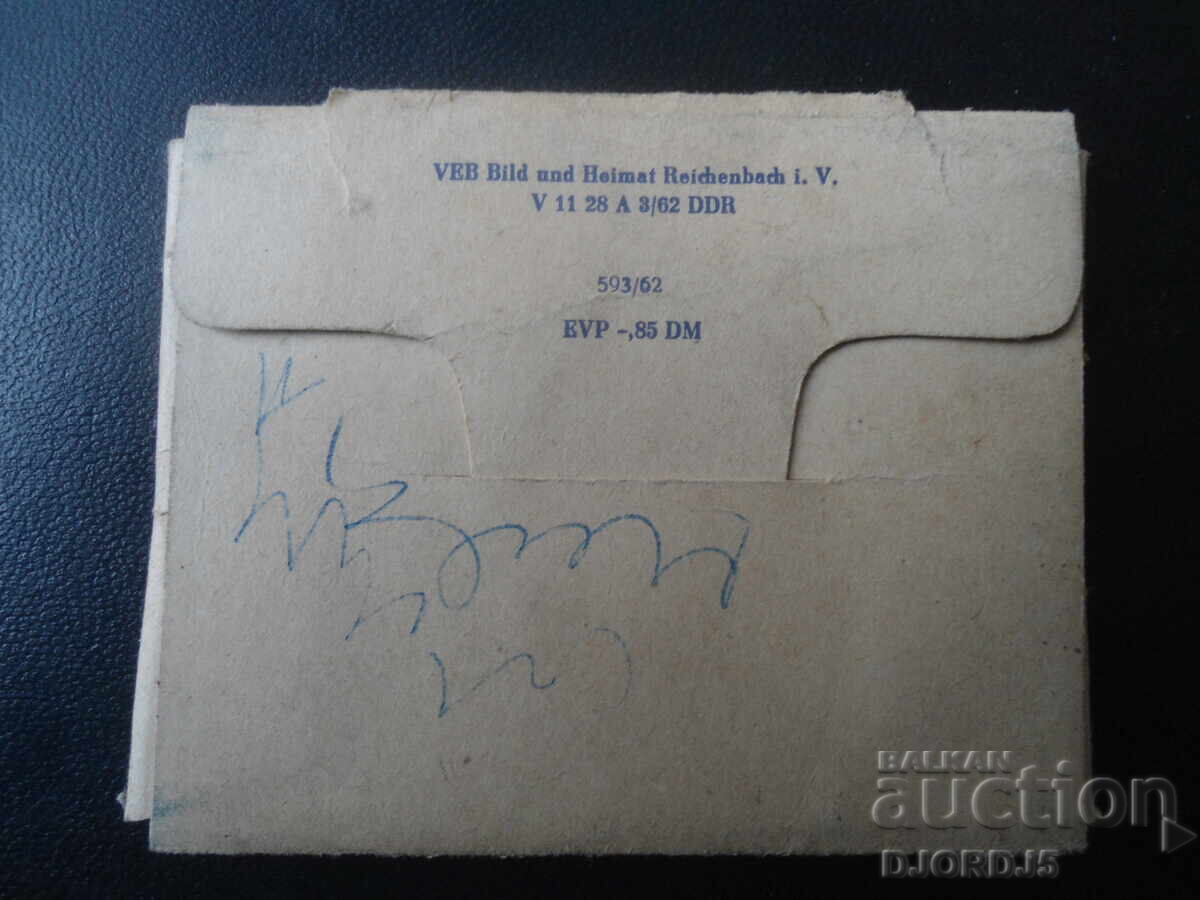 VEB Bild und Heimat Reichenbach i. V.
V 11 28 A 3/62 DDR
593/62
EVP -,85 DM
BALKAN
auction
DJORDJ5